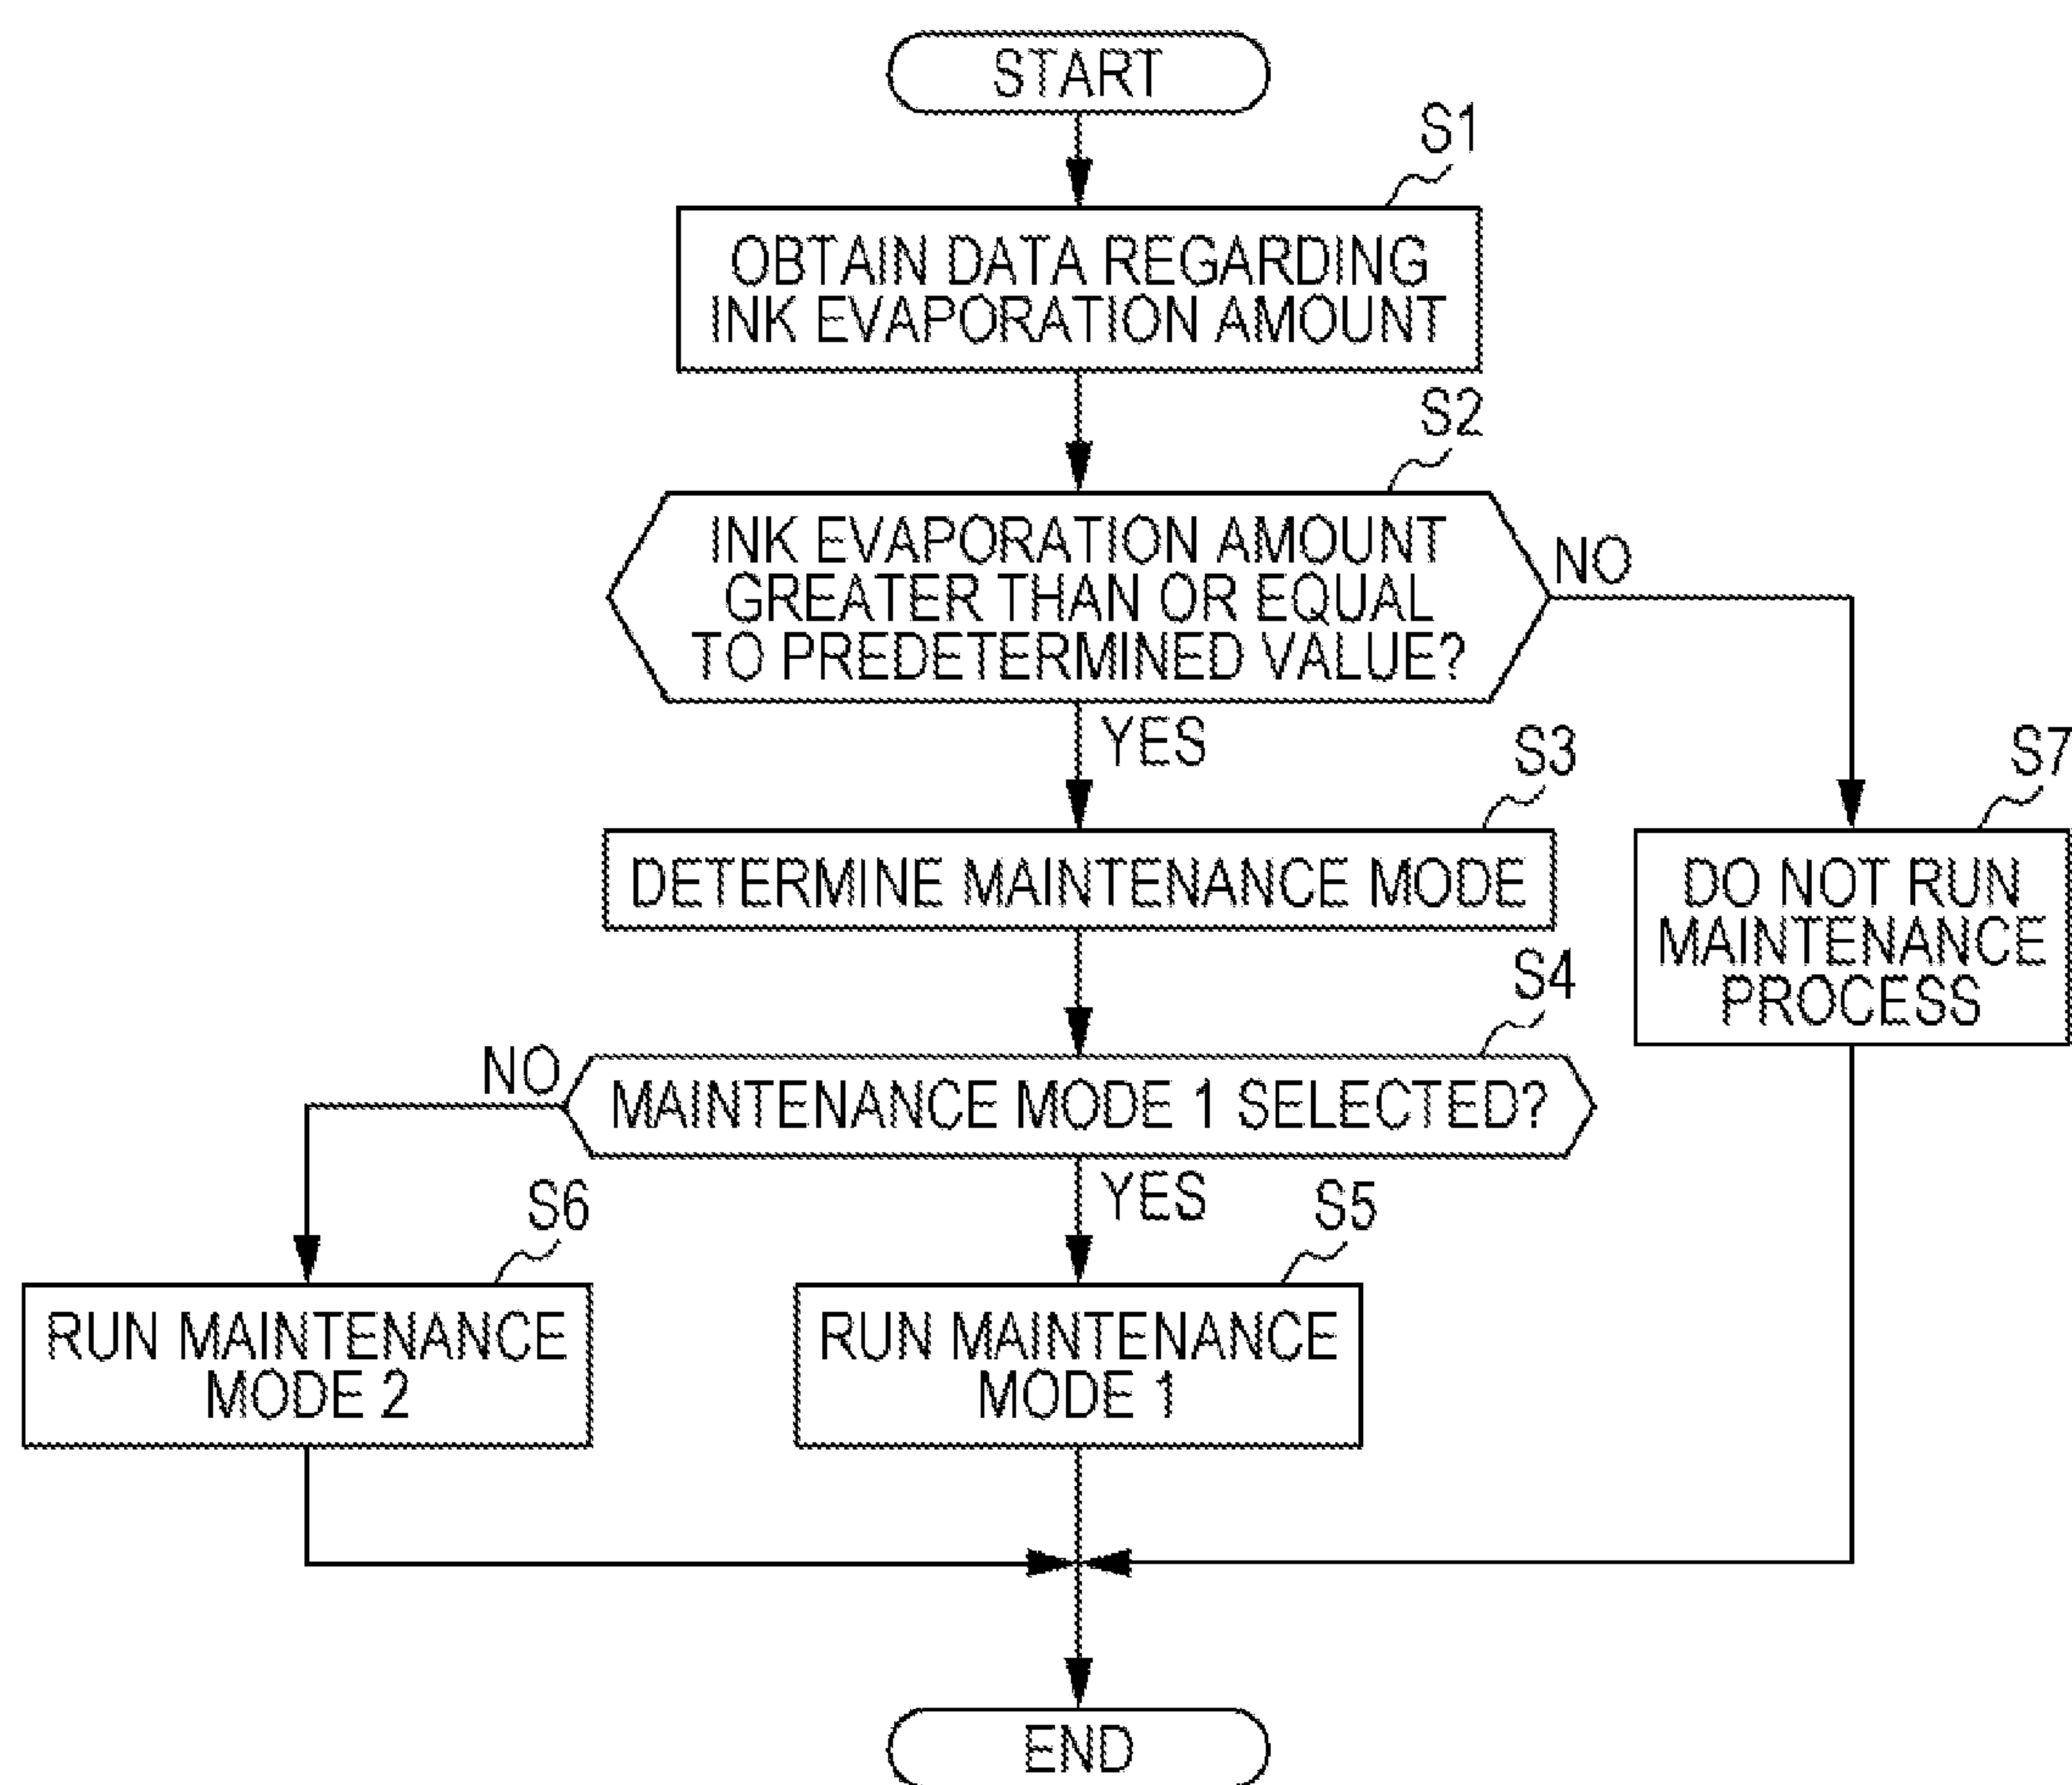 START
S1
OBTAIN DATA REGARDING
INK EVAPORATION AMOUNT
S2
INK EVAPORATION AMOUNT
GREATER THAN OR EQUAL
TO PREDETERMINED VALUE?
NO
YES
S3
DETERMINE MAINTENANCE MODE
S7
DO NOT RUN
MAINTENANCE
PROCESS
S4
MAINTENANCE MODE 1 SELECTED?
NO
YES
S6
RUN MAINTENANCE
MODE 2
S5
RUN MAINTENANCE
MODE 1
END